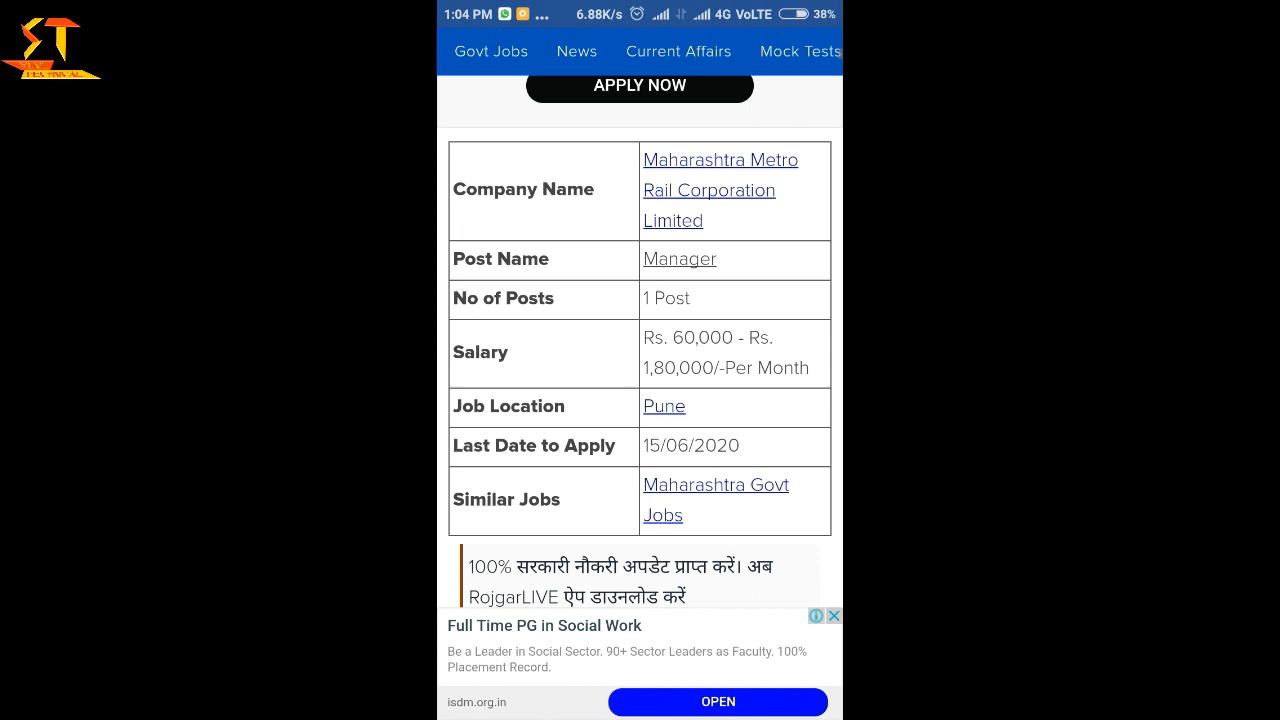 1:04 PM ... 6.88K/s 4G VoLTE 38%
ST
TECHNICAL
Govt Jobs News Current Affairs Mock Tests
APPLY NOW
Company Name
Maharashtra Metro
Rail Corporation
Limited
Post Name
Manager
No of Posts
1 Post
Salary
Rs. 60,000 - Rs.
1,80,000/-Per Month
Job Location
Pune
Last Date to Apply
15/06/2020
Similar Jobs
Maharashtra Govt
Jobs
100% सरकारी नौकरी अपडेट प्राप्त करें। अब
RojgarLIVE ऐप डाउनलोड करें
Full Time PG in Social Work
Be a Leader in Social Sector. 90+ Sector Leaders as Faculty. 100%
Placement Record.
isdm.org.in
OPEN